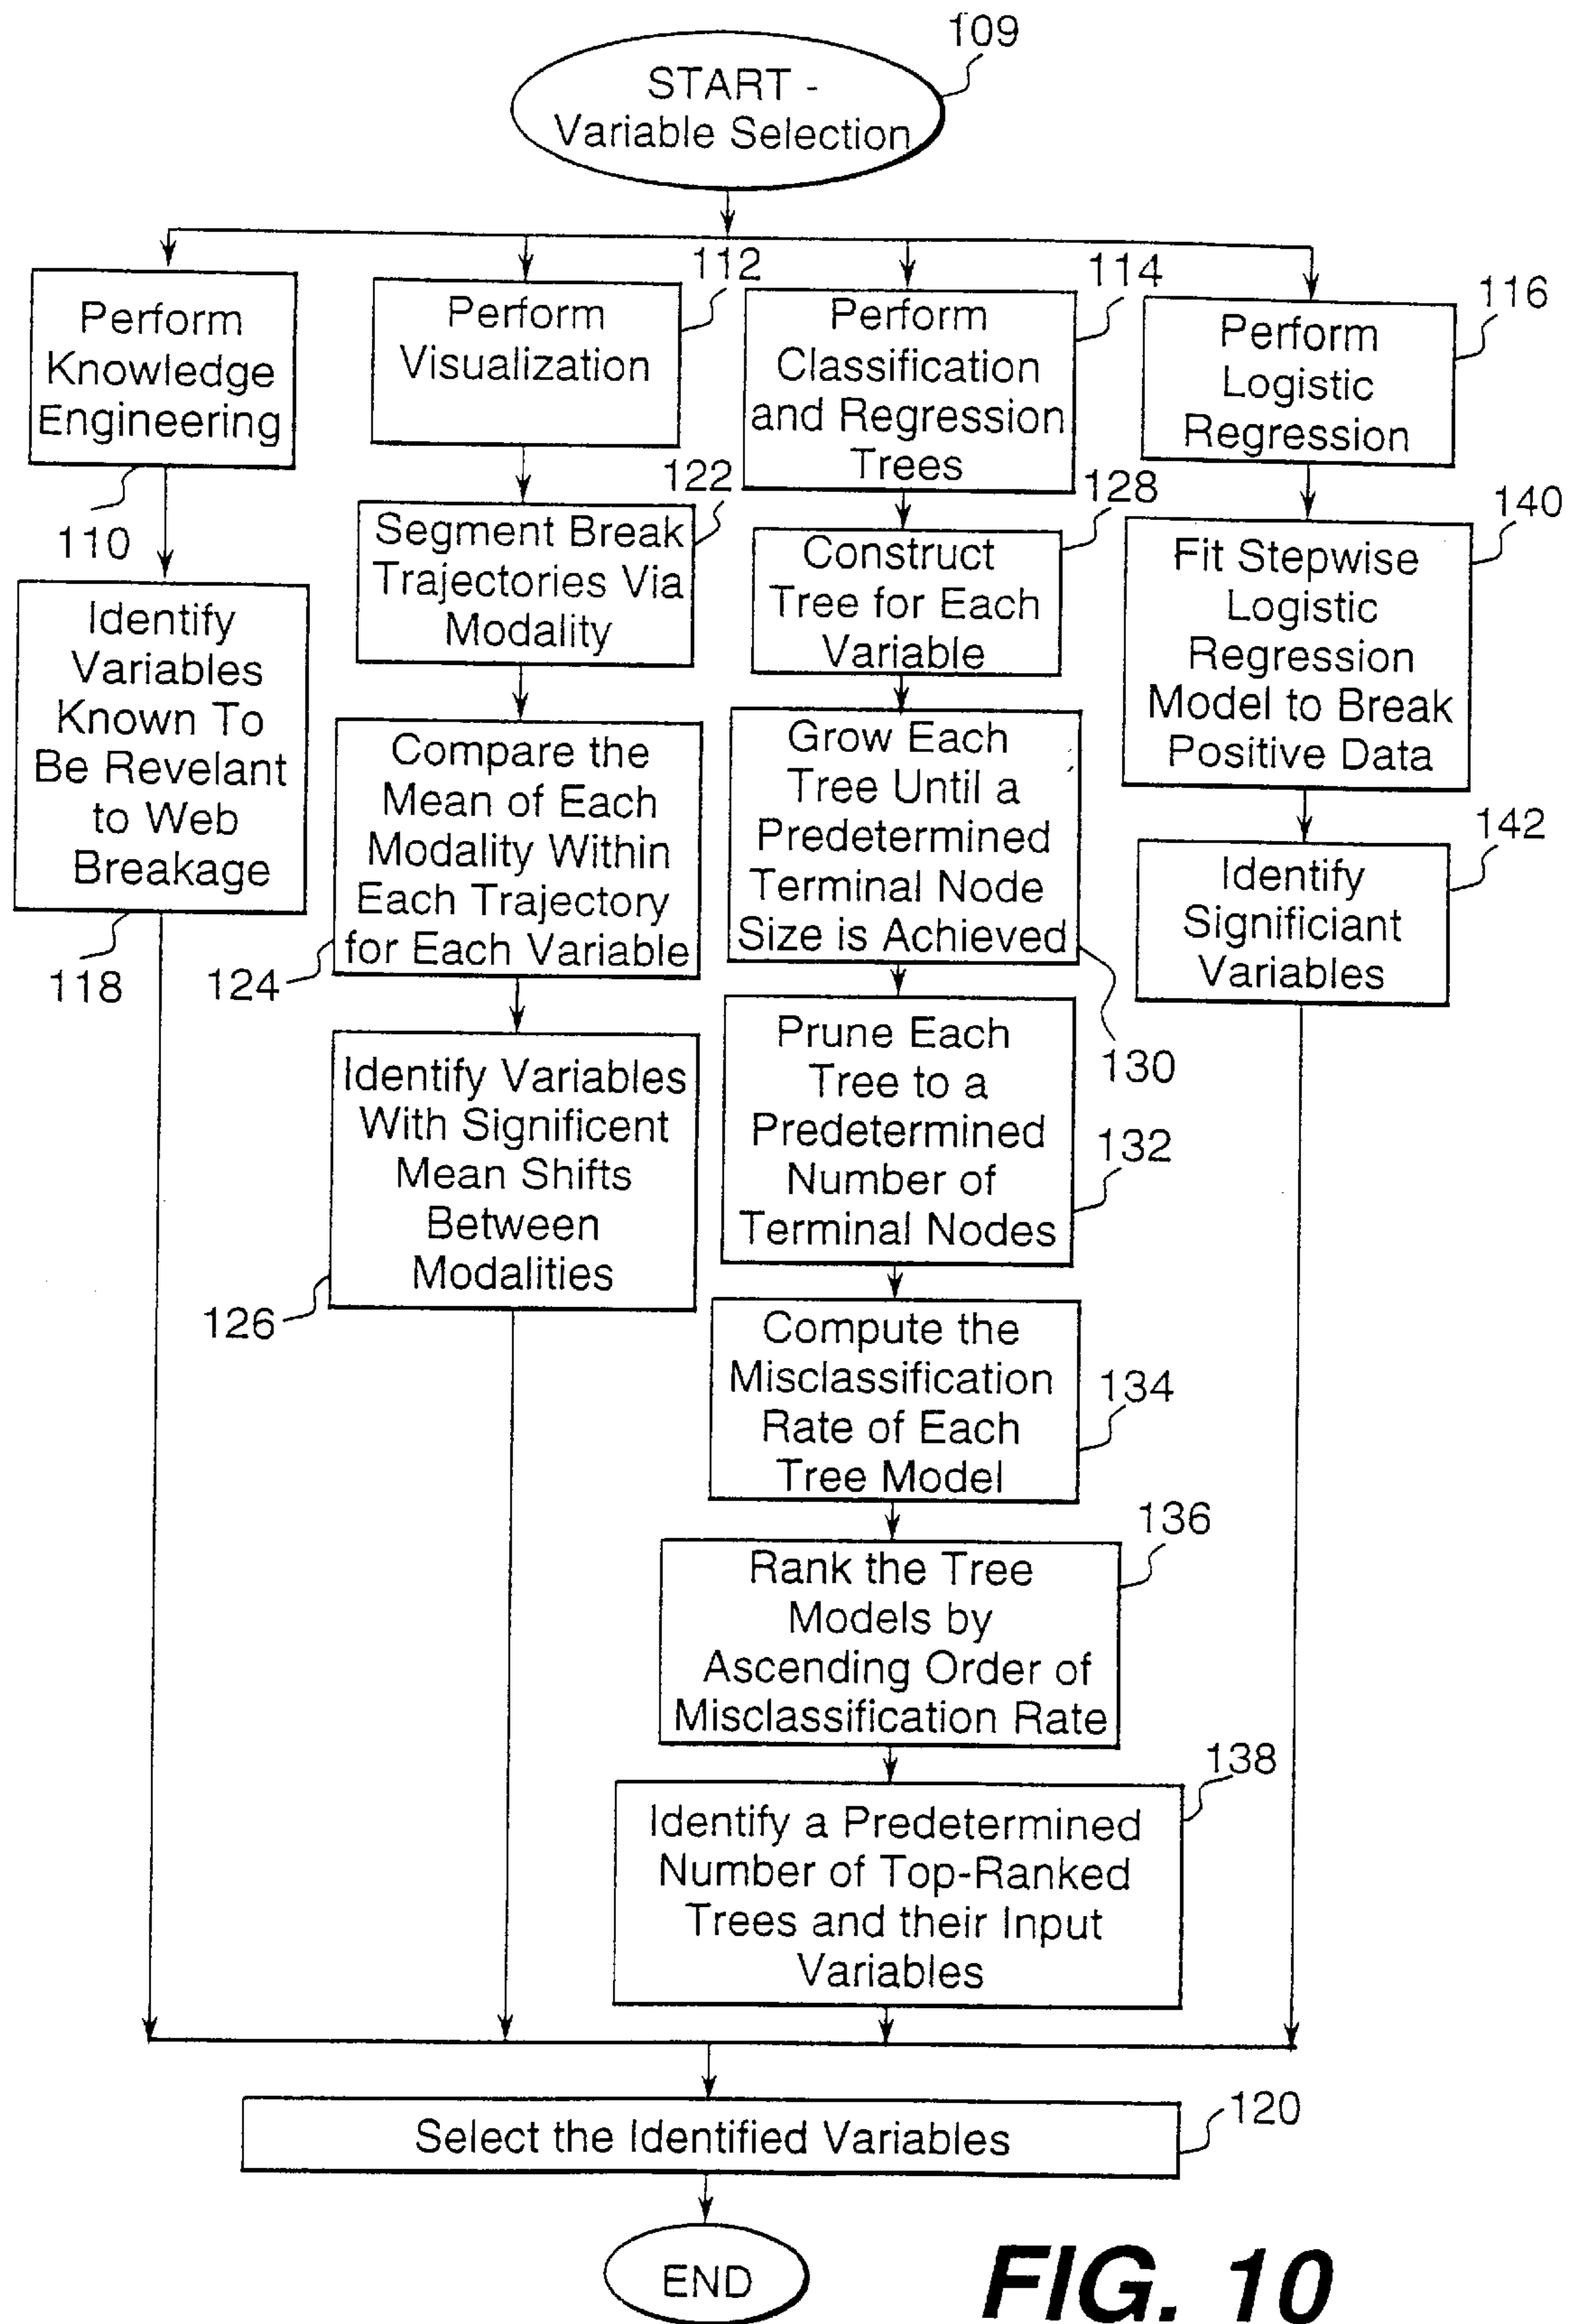 109
START -
Variable Selection
Perform
Knowledge
Engineering
110
Identify
Variables
Known To
Be Revelant
to Web
Breakage
118
112
Perform
Visualization
122
Segment Break
Trajectories Via
Modality
Compare the
Mean of Each
Modality Within
Each Trajectory
for Each Variable
124
Identify Variables
With Significent
Mean Shifts
Between
Modalities
126
114
Perform
Classification
and Regression
Trees
128
Construct
Tree for Each
Variable
Grow Each
Tree Until a
Predetermined
Terminal Node
Size is Achieved
130
Prune Each
Tree to a
Predetermined
Number of
Terminal Nodes
132
Compute the
Misclassification
Rate of Each
Tree Model
134
136
Rank the Tree
Models by
Ascending Order of
Misclassification Rate
138
Identify a Predetermined
Number of Top-Ranked
Trees and their Input
Variables
116
Perform
Logistic
Regression
140
Fit Stepwise
Logistic
Regression
Model to Break
Positive Data
142
Identify
Significiant
Variables
120
Select the Identified Variables
END
FIG. 10